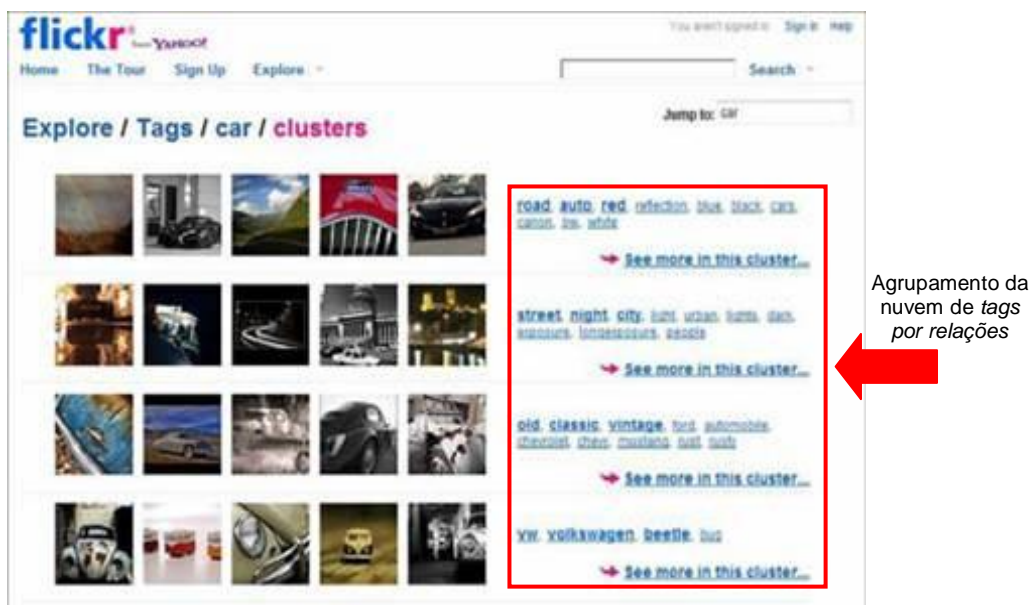 flickr from YAHOO!
You aren't signed in Sign In Help
Home The Tour Sign Up Explore
Search
Jump to: car
Explore / Tags / car / clusters
road, auto, red, reflection, blue, black, cars,
canon, bw, white
See more in this cluster...
street, night, city, light, urban, lights, dark,
exposure, longexposure, people
See more in this cluster...
old, classic, vintage, ford, automobile,
chevrolet, chevy, mustang, rust, rusty
See more in this cluster...
vw, volkswagen, beetle, bug
See more in this cluster...
Agrupamento da
nuvem de tags
por relações